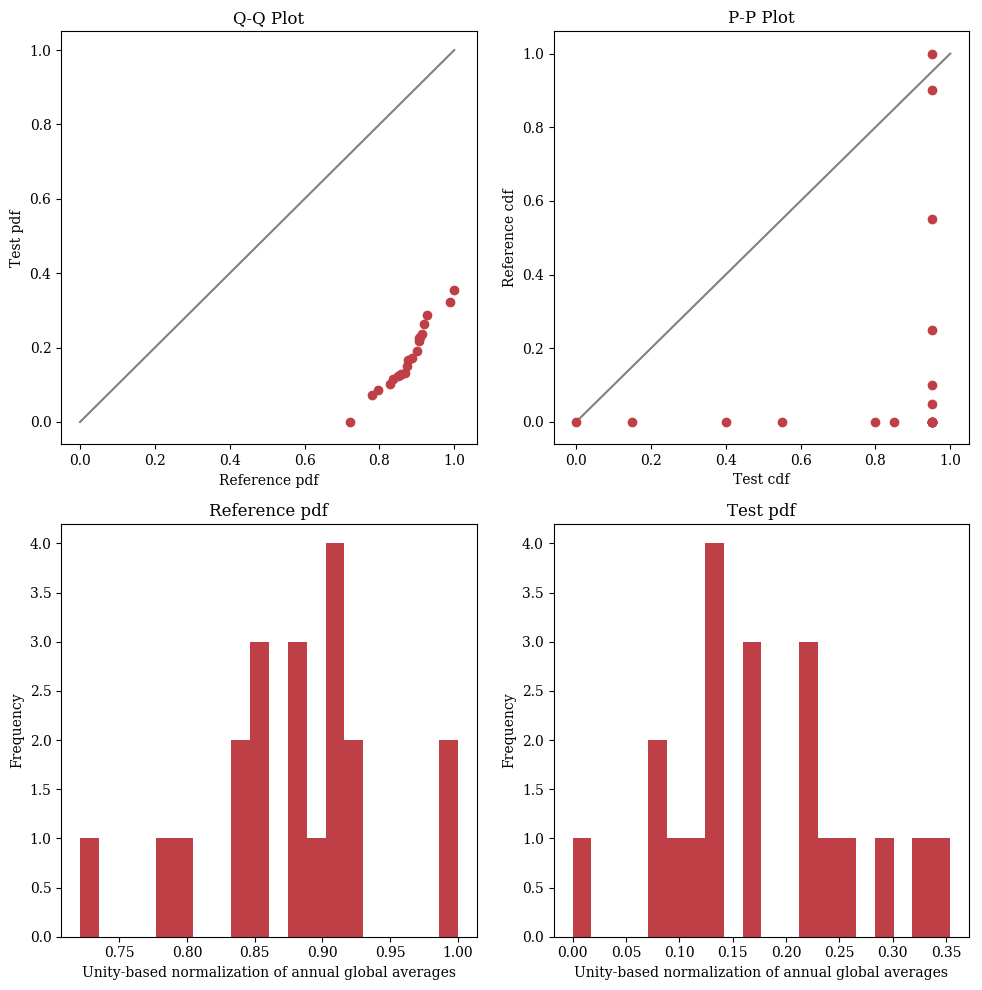 Q-Q Plot
1.0
0.8
0.6
0.4
0.2
0.0
Test pdf
0.0 0.2 0.4 0.6 0.8 1.0
Reference pdf
P-P Plot
1.0
0.8
0.6
0.4
0.2
0.0
Reference cdf
0.0 0.2 0.4 0.6 0.8 1.0
Test cdf
Reference pdf
4.0
3.5
3.0
2.5
2.0
1.5
1.0
0.5
0.0
Frequency
0.75 0.80 0.85 0.90 0.95 1.00
Unity-based normalization of annual global averages
Test pdf
4.0
3.5
3.0
2.5
2.0
1.5
1.0
0.5
0.0
Frequency
0.00 0.05 0.10 0.15 0.20 0.25 0.30 0.35
Unity-based normalization of annual global averages